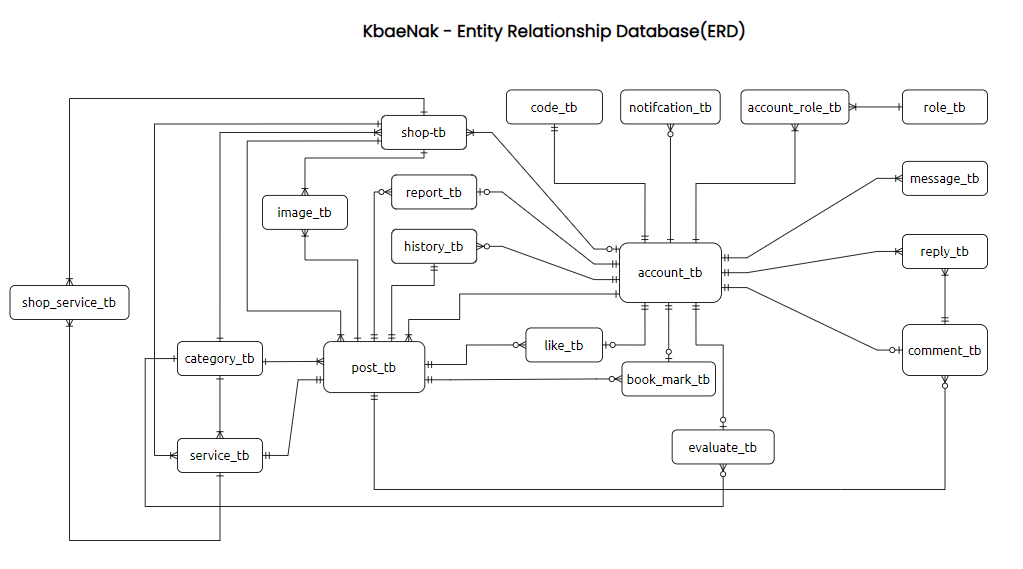 KbaeNak - Entity Relationship Database(ERD)
code_tb
notifcation_tb
account_role_tb
role_tb
shop-tb
message_tb
report_tb
image_tb
history_tb
reply_tb
account_tb
shop_service_tb
like_tb
comment_tb
category_tb
post_tb
book_mark_tb
evaluate_tb
service_tb